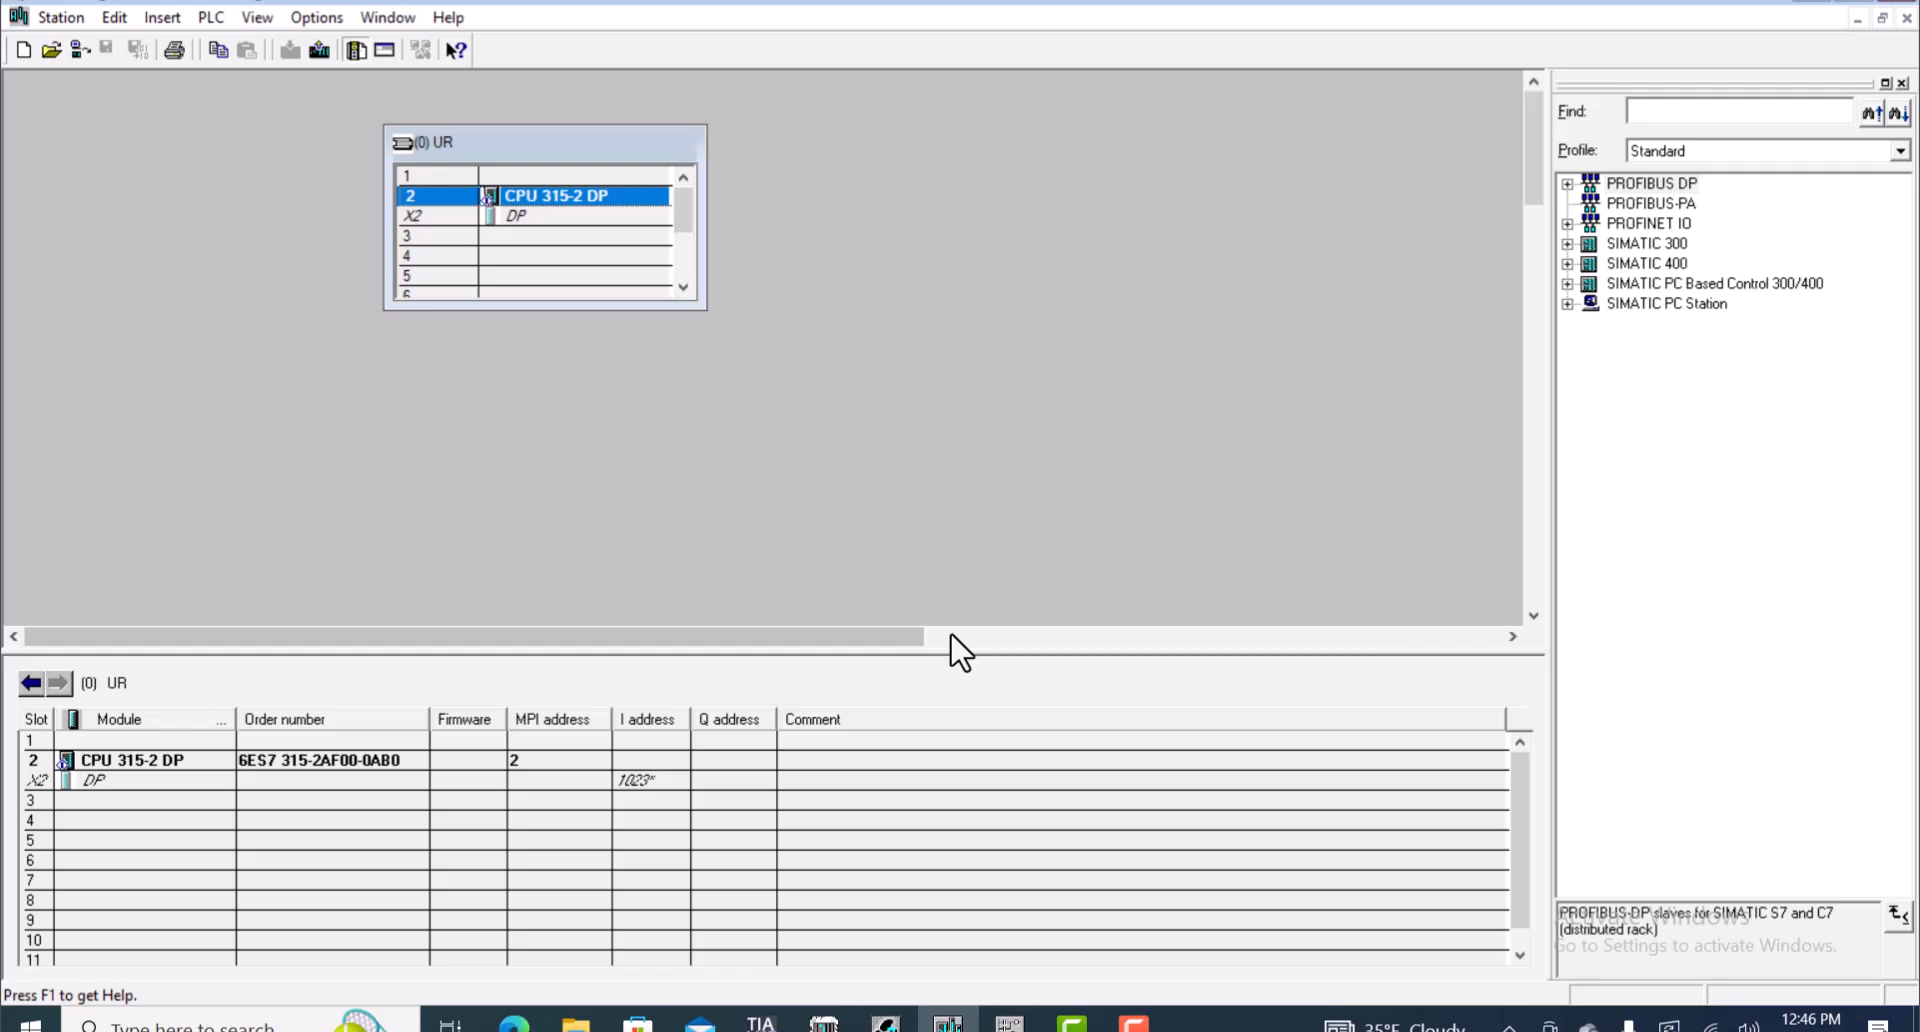 Station Edit Insert PLC View Options Window Help
Find:
Profile: Standard
PROFIBUS DP
PROFIBUS-PA
PROFINET IO
SIMATIC 300
SIMATIC 400
SIMATIC PC Based Control 300/400
SIMATIC PC Station
(0) UR
1
2 CPU 315-2 DP
X2 DP
3
4
5
6
(0) UR
Slot Module ... Order number Firmware MPI address I address Q address Comment
1
2 CPU 315-2 DP 6ES7 315-2AF00-0AB0 2
X2 DP 1023*
3
4
5
6
7
8
9
10
11
PROFIBUS-DP slaves for SIMATIC S7 and C7
(distributed rack)
Activate Windows
Go to Settings to activate Windows.
Press F1 to get Help.
Type here to search
TIA
35°F Cloudy
12:46 PM